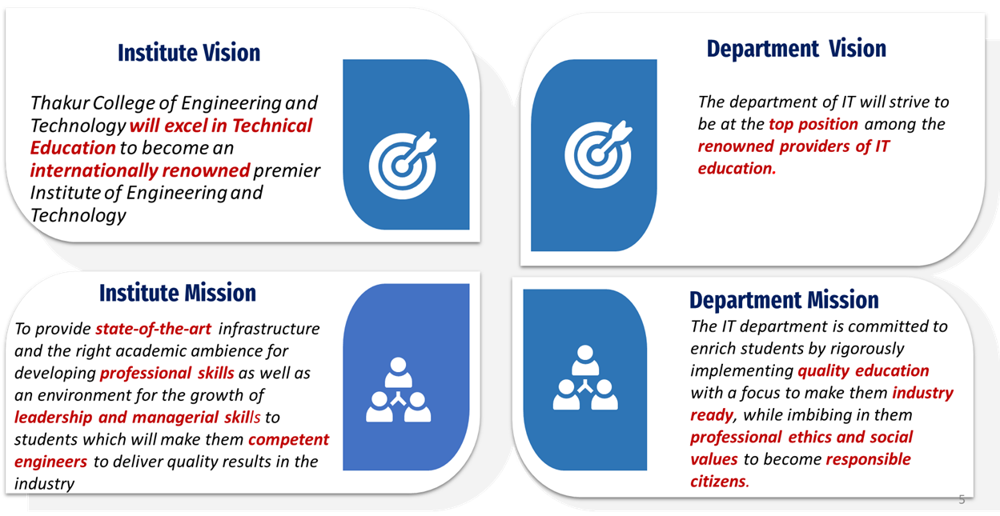 Institute Vision
Thakur College of Engineering and
Technology will excel in Technical
Education to become an
internationally renowned premier
Institute of Engineering and
Technology
Department Vision
The department of IT will strive to
be at the top position among the
renowned providers of IT
education.
Institute Mission
To provide state-of-the-art infrastructure
and the right academic ambience for
developing professional skills as well as
an environment for the growth of
leadership and managerial skills to
students which will make them competent
engineers to deliver quality results in the
industry
Department Mission
The IT department is committed to
enrich students by rigorously
implementing quality education
with a focus to make them industry
ready, while imbibing in them
professional ethics and social
values to become responsible
citizens.
5